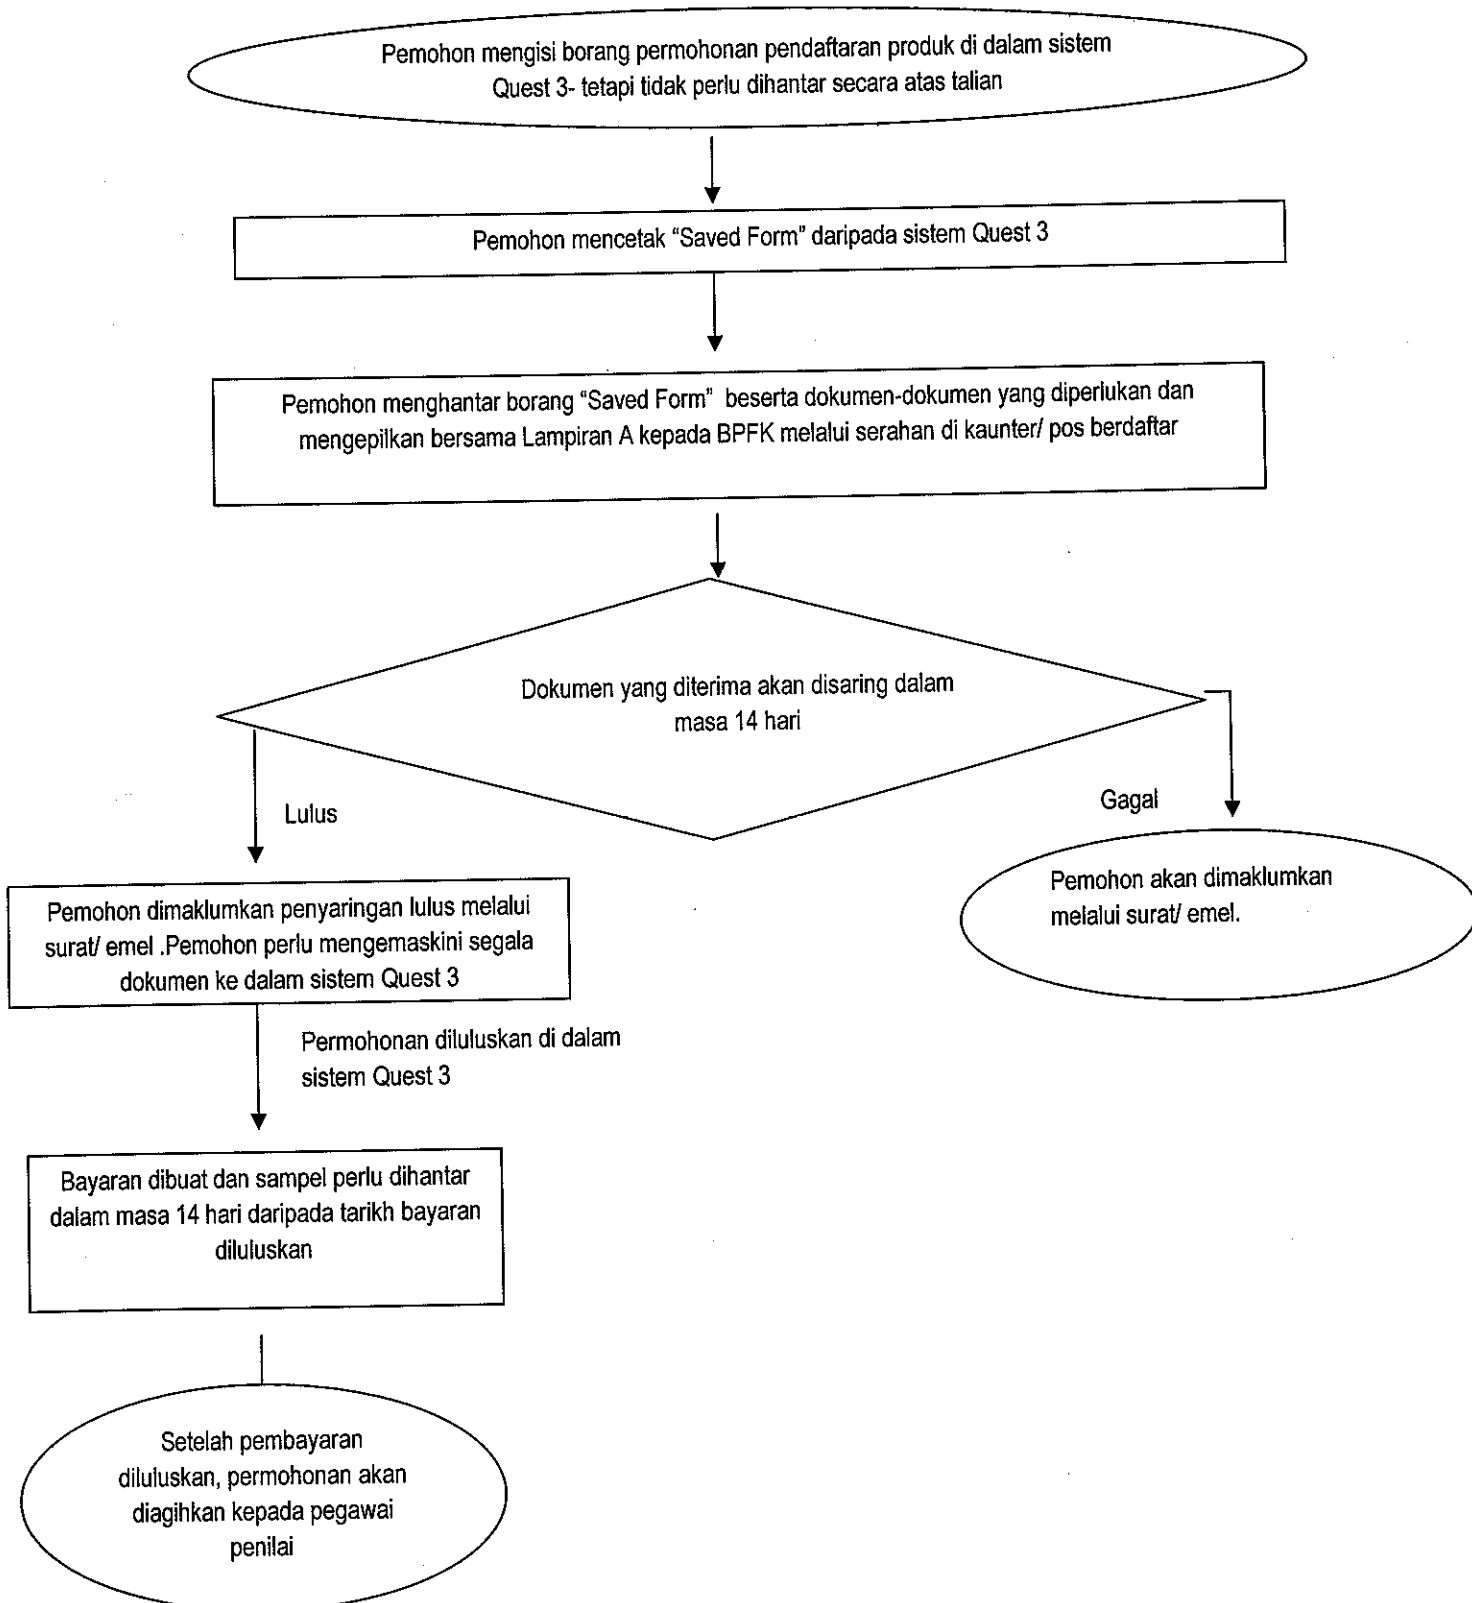 Pemohon mengisi borang permohonan pendaftaran produk di dalam sistem
Quest 3- tetapi tidak perlu dihantar secara atas talian
Pemohon mencetak “Saved Form” daripada sistem Quest 3
Pemohon menghantar borang “Saved Form” beserta dokumen-dokumen yang diperlukan dan
mengepilkan bersama Lampiran A kepada BPFK melalui serahan di kaunter/ pos berdaftar
Dokumen yang diterima akan disaring dalam
masa 14 hari
Lulus
Gagal
Pemohon dimaklumkan penyaringan lulus melalui
surat/ emel .Pemohon perlu mengemaskini segala
dokumen ke dalam sistem Quest 3
Pemohon akan dimaklumkan
melalui surat/ emel.
Permohonan diluluskan di dalam
sistem Quest 3
Bayaran dibuat dan sampel perlu dihantar
dalam masa 14 hari daripada tarikh bayaran
diluluskan
Setelah pembayaran
diluluskan, permohonan akan
diagihkan kepada pegawai
penilai